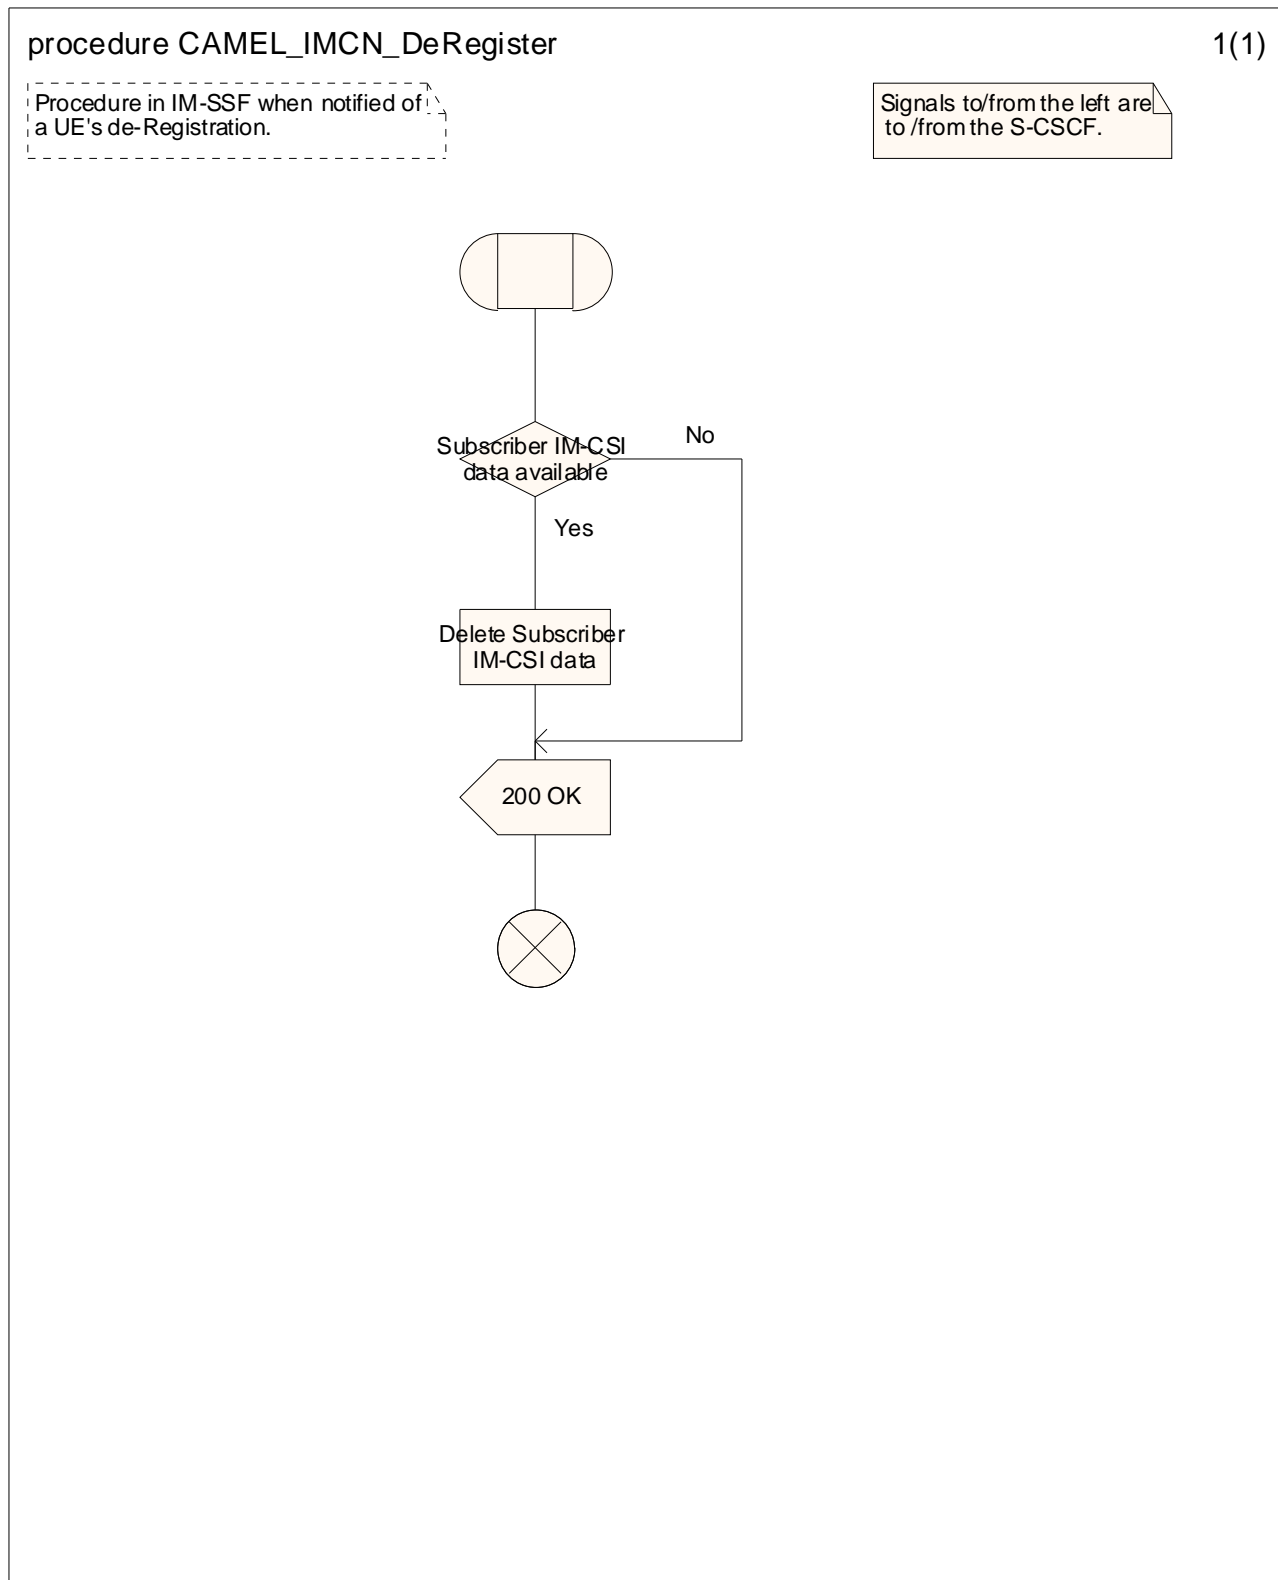 procedure CAMEL_IMCN_DeRegister
1(1)
Procedure in IM-SSF when notified of
a UE's de-Registration.
Signals to/from the left are
to /from the S-CSCF.
Subscriber IM-CSI
data available
No
Yes
Delete Subscriber
IM-CSI data
200 OK